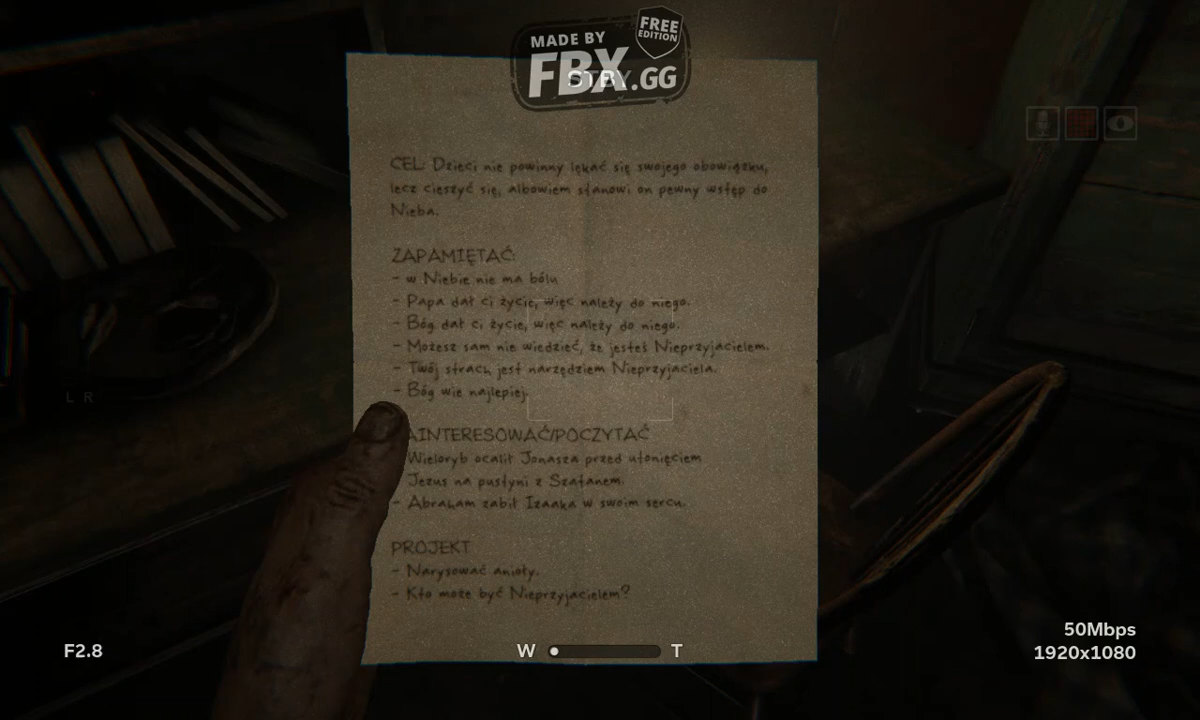 MADE BY
FREE
EDITION
FBX.GG
STBY
L R
CEL: Dzieci nie powinny lękać się swojego obowiązku,
lecz cieszyć się, albowiem stanowi on pewny wstęp do
Nieba.
ZAPAMIĘTAĆ:
- w Niebie nie ma bólu
- Papa dał ci życie, więc należy do niego.
- Bóg dał ci życie, więc należy do niego.
- Możesz sam nie wiedzieć, że jesteś Nieprzyjacielem.
- Twój strach jest narzędziem Nieprzyjaciela.
- Bóg wie najlepiej.
AINTERESOWAĆ/POCZYTAĆ
Wieloryb ocalił Jonasza przed utonięciem
Jezus na pustyni z Szatanem.
- Abraham zabił Izaaka w swoim sercu.
PROJEKT
- Narysować anioły.
- Kto może być Nieprzyjacielem?
F2.8
W T
50Mbps
1920x1080